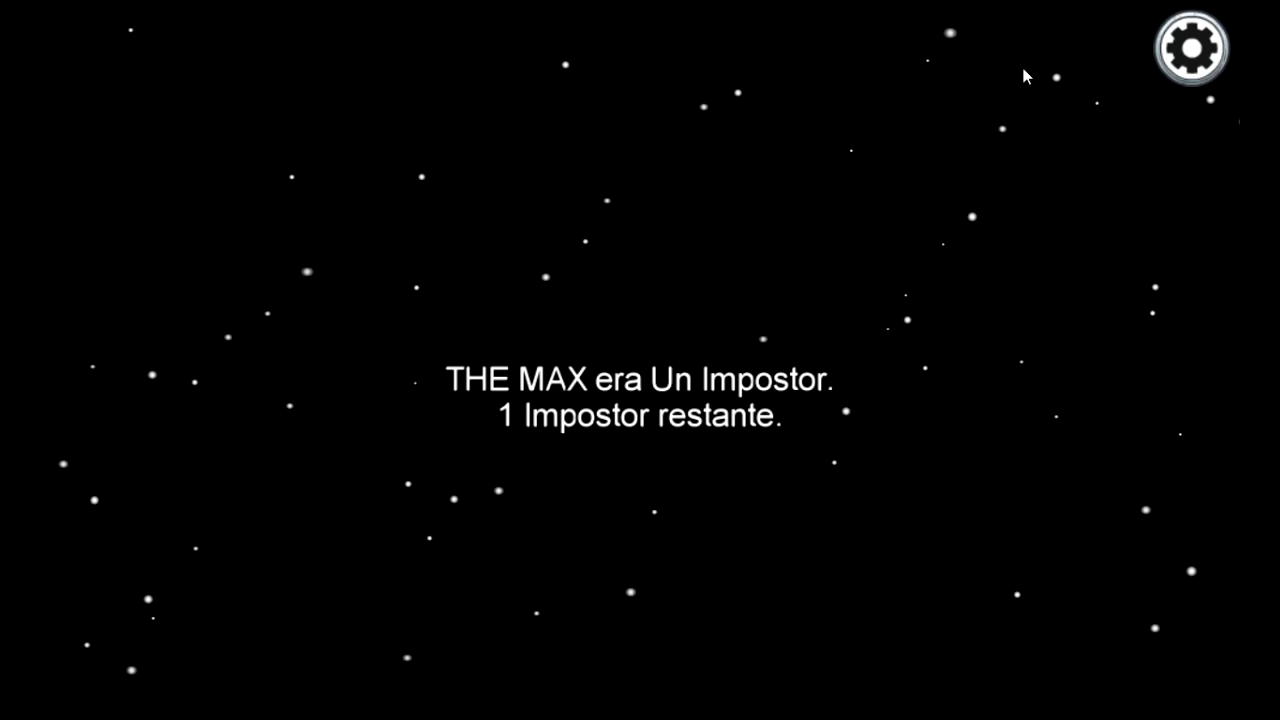 THE MAX era Un Impostor.
1 Impostor restante.